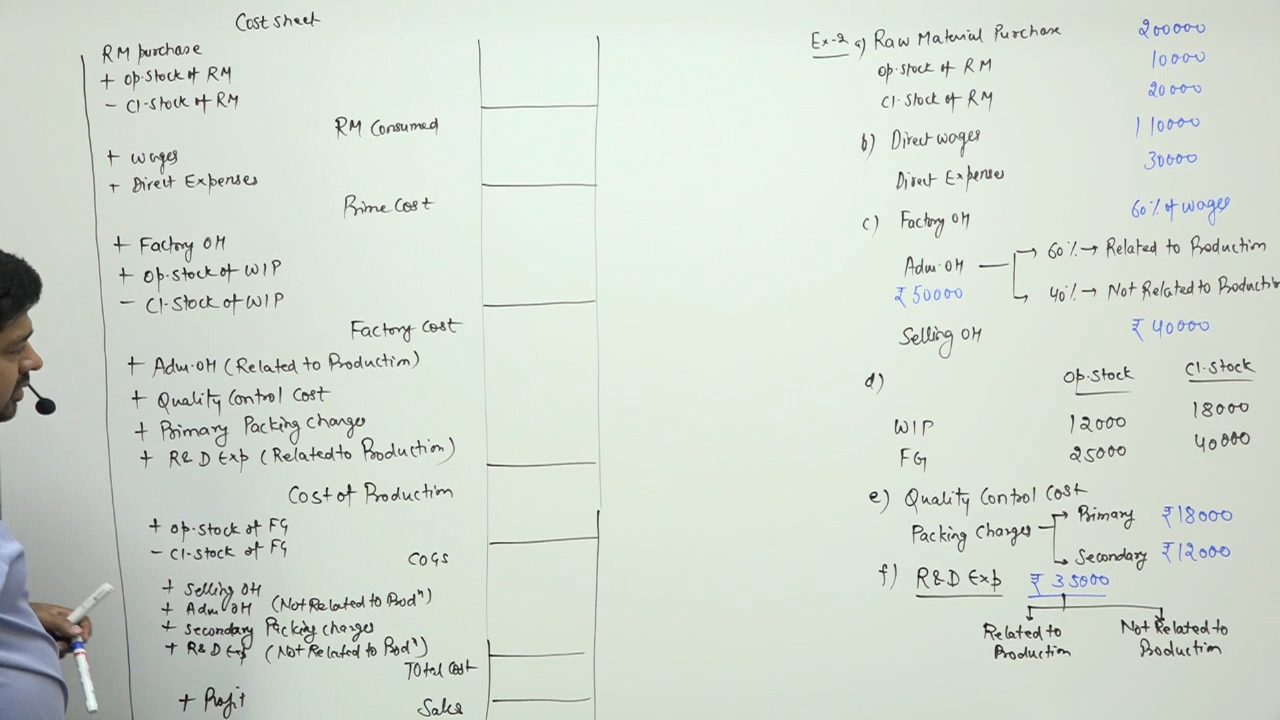 Cost sheet
RM purchase
+ Op. stock of RM
- Cl. stock of RM
RM Consumed
+ wages
+ Direct Expenses
Prime Cost
+ Factory OH
+ Op. stock of WIP
- Cl. stock of WIP
Factory Cost
+ Adm. OH (Related to Production)
+ Quality Control Cost
+ Primary Packing Charges
+ R&D Exp (Related to Production)
Cost of Production
+ Op. stock of FG
- Cl. stock of FG
COGS
+ Selling OH
+ Adm OH (Not Related to Prodⁿ)
+ Secondary Packing charges
+ R&D Exp (Not Related to Prodⁿ)
Total Cost
+ Profit
Sales
Ex-2 a) Raw Material Purchase 200000
Op. stock of RM 10000
Cl. stock of RM 20000
b) Direct wages 110000
Direct Expenses 30000
c) Factory OH 60% of wages
Adm. OH → 60% → Related to Production
₹50000 → 40% → Not Related to Production
Selling OH ₹40000
d) Op. Stock Cl. Stock
WIP 12000 18000
FG 25000 40000
e) Quality Control Cost
Packing Charges → Primary ₹18000
→ Secondary ₹12000
f) R&D Exp ₹35000
Related to Production
Not Related to Production